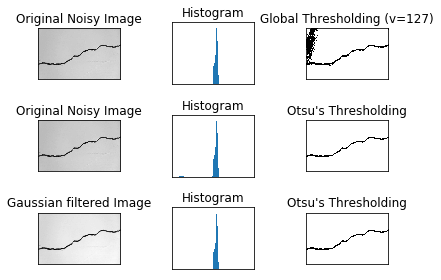 Original Noisy Image
Histogram
Global Thresholding (v=127)
Original Noisy Image
Histogram
Otsu's Thresholding
Gaussian filtered Image
Histogram
Otsu's Thresholding